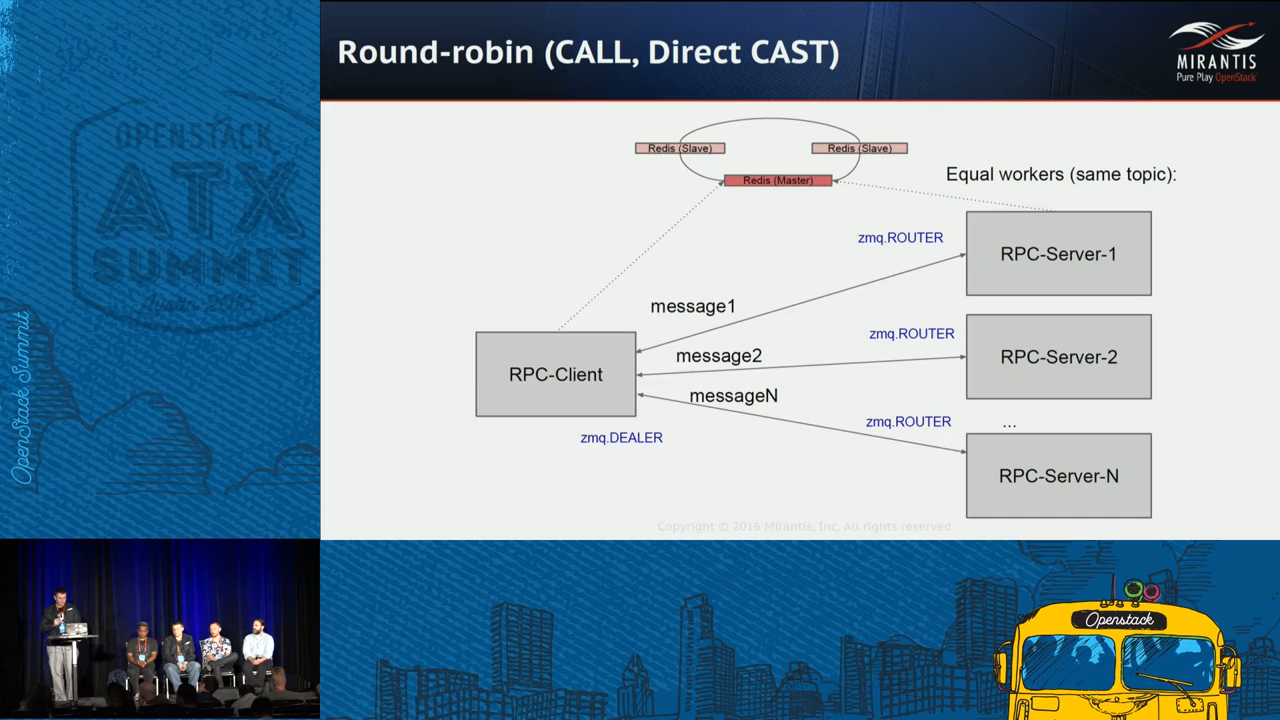 Round-robin (CALL, Direct CAST)
MIRANTIS
Pure Play OpenStack
OPENSTACK
ATX
SUMMIT
Austin 2016
OpenStack Summit
Redis (Slave)
Redis (Slave)
Redis (Master)
Equal workers (same topic):
zmq.ROUTER
RPC-Server-1
message1
zmq.ROUTER
message2
RPC-Server-2
RPC-Client
messageN
zmq.ROUTER
...
zmq.DEALER
RPC-Server-N
Copyright © 2016 Mirantis, Inc. All rights reserved
Openstack